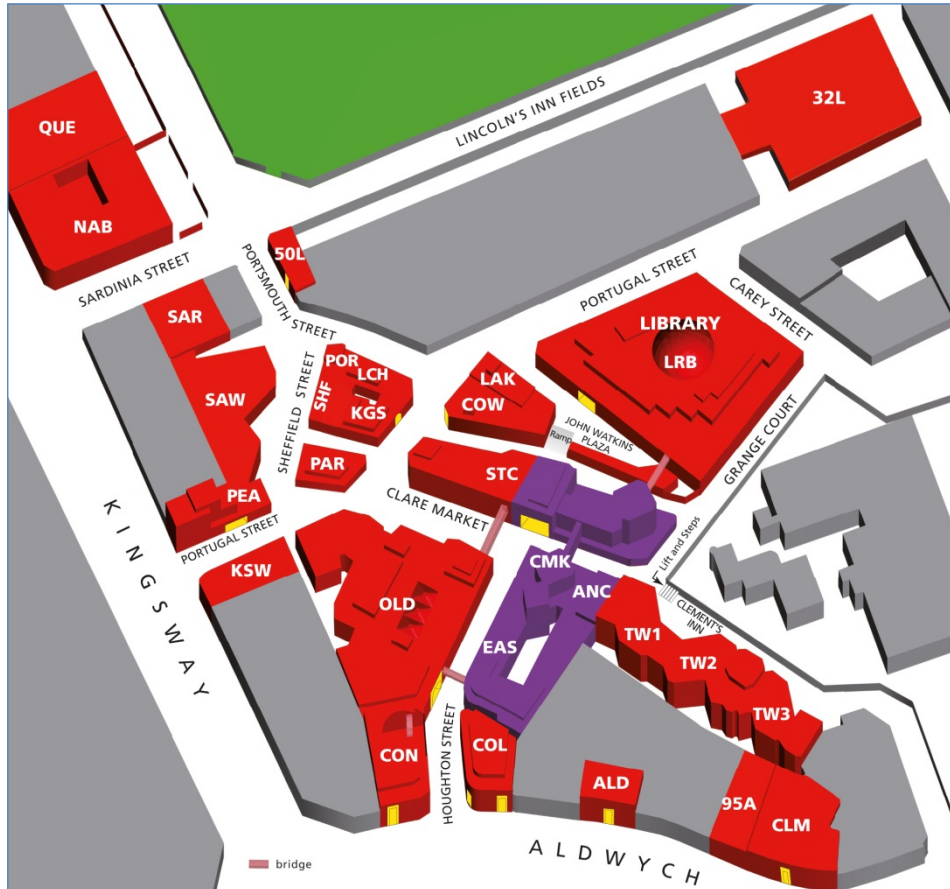 LINCOLN'S INN FIELDS
32L
QUE
NAB
SARDINIA STREET
50L
PORTSMOUTH STREET
PORTUGAL STREET
CAREY STREET
SAR
LIBRARY
LRB
POR
LCH
SHF
KGS
LAK
COW
SAW
SHEFFIELD STREET
JOHN WATKINS
PLAZA
Ramp
GRANGE COURT
PAR
STC
PEA
CLARE MARKET
PORTUGAL STREET
Lift and Steps
KINGSWAY
KSW
CMK
ANC
CLEMENT'S
INN
OLD
EAS
TW1
TW2
TW3
HOUGHTON STREET
CON
COL
ALD
95A
CLM
ALDWYCH
bridge